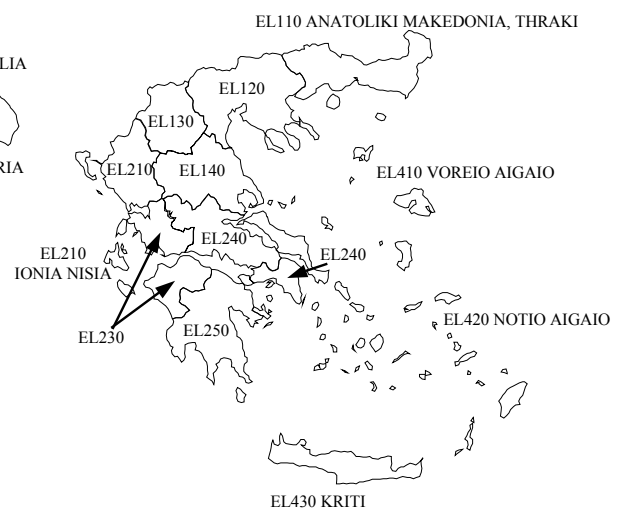 EL110 ANATOLIKI MAKEDONIA, THRAKI
LIA
EL120
EL130
RIA
EL210
EL140
EL410 VOREIO AIGAIO
EL240
EL210
IONIA NISIA
EL240
EL420 NOTIO AIGAIO
EL230
EL250
EL430 KRITI